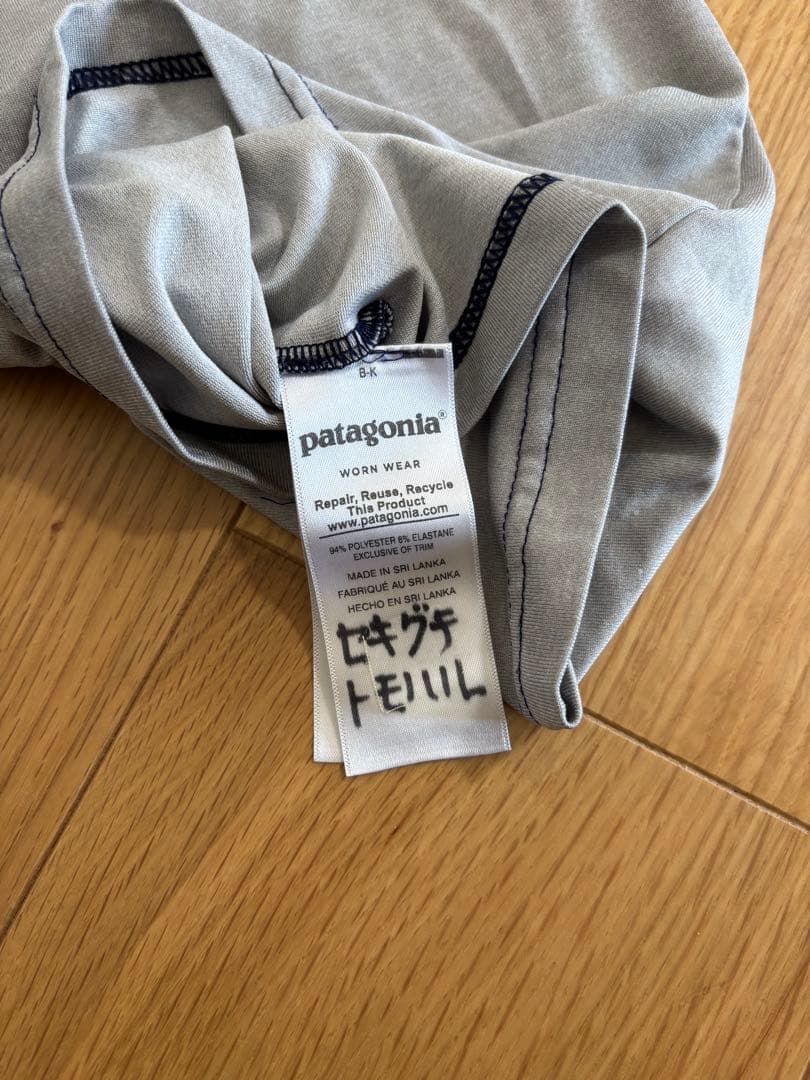 B-K
patagonia®
WORN WEAR
Repair, Reuse, Recycle
This Product
www.patagonia.com
94% POLYESTER 6% ELASTANE
EXCLUSIVE OF TRIM
MADE IN SRI LANKA
FABRIQUÉ AU SRI LANKA
HECHO EN SRI LANKA
セキグチ
トモハル